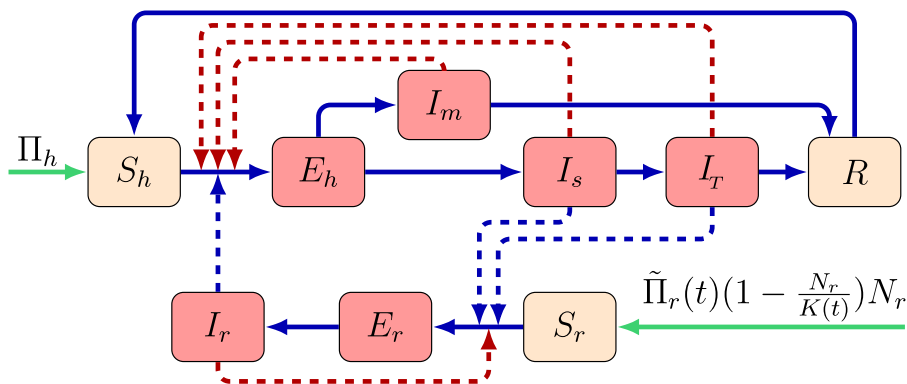 I_m
Π_h
S_h
E_h
I_s
I_T
R
Π̃_r(t)(1 − N_r/K(t))N_r
I_r
E_r
S_r